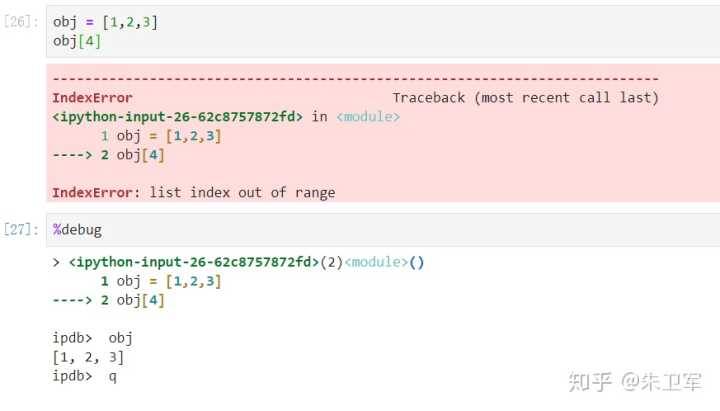 [26]: obj = [1,2,3]
obj[4]
---------------------------------------------------------------------------
IndexError                                Traceback (most recent call last)
<ipython-input-26-62c8757872fd> in <module>
      1 obj = [1,2,3]
----> 2 obj[4]

IndexError: list index out of range
[27]: %debug
> <ipython-input-26-62c8757872fd>(2)<module>()
      1 obj = [1,2,3]
----> 2 obj[4]

ipdb>  obj
[1, 2, 3]
ipdb>  q
知乎 @朱卫军